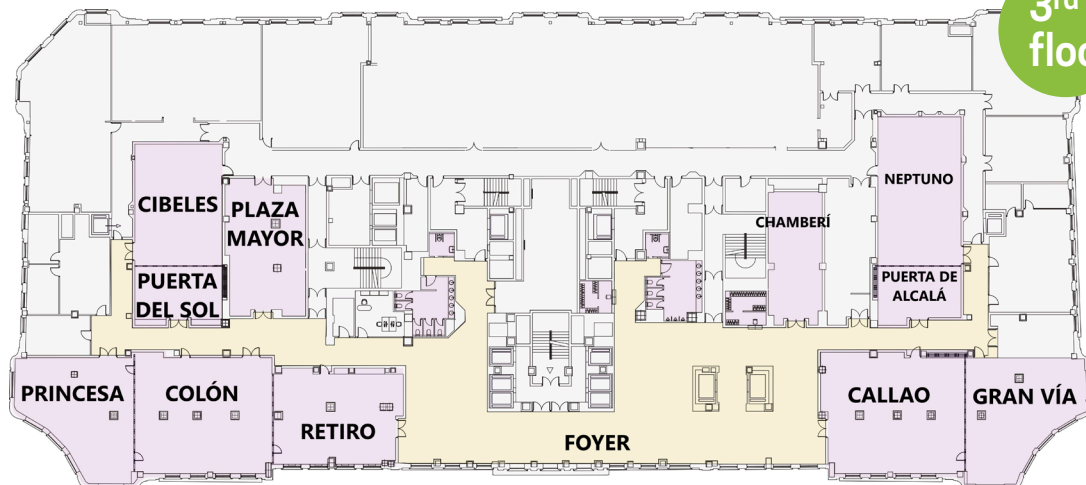 3rd
CIBELES
PLAZA
MAYOR
PUERTA
DEL SOL
CHAMBERÍ
NEPTUNO
PUERTA DE
ALCALÁ
PRINCESA
COLÓN
RETIRO
FOYER
CALLAO
GRAN VÍA